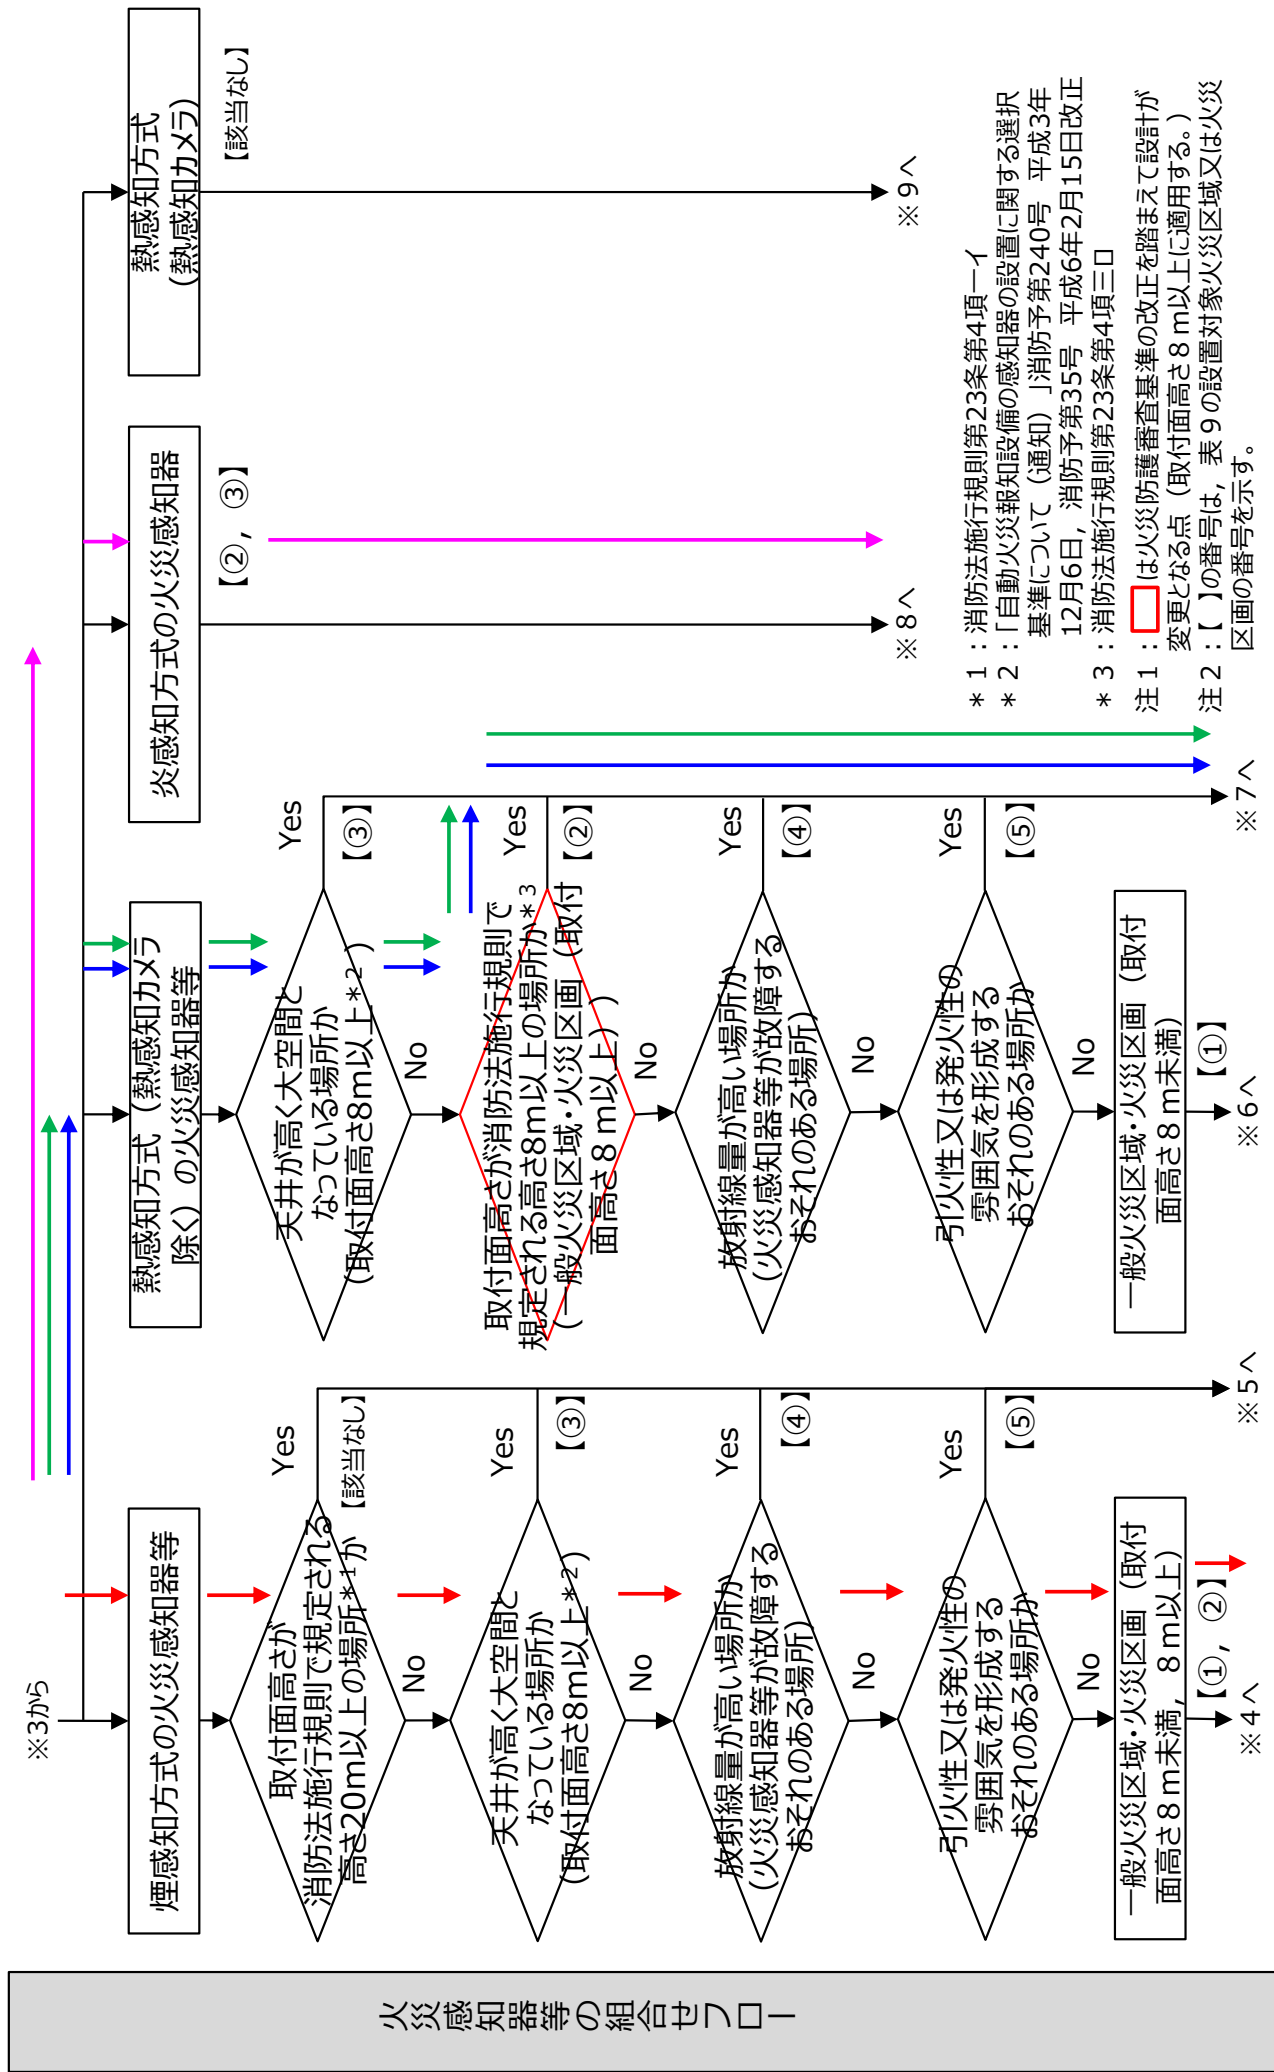 火災感知器等の組合せフロー
※3から
煙感知方式の火災感知器等
取付面高さが
消防法施行規則で規定される
高さ20m以上の場所＊1か
Yes
【該当なし】
No
天井が高く大空間と
なっている場所か
(取付面高さ8m以上＊2)
Yes
【③】
No
放射線量が高い場所か
(火災感知器等が故障する
おそれのある場所)
Yes
【④】
No
引火性又は発火性の
雰囲気を形成する
おそれのある場所か
Yes
【⑤】
No
一般火災区域・火災区画（取付
面高さ8ｍ未満，8ｍ以上）
【①，②】
※4へ
※5へ
熱感知方式（熱感知カメラ
除く）の火災感知器等
天井が高く大空間と
なっている場所か
(取付面高さ8m以上＊2)
Yes
【③】
No
取付面高さが消防法施行規則で
規定される高さ8m以上の場所か＊3
(一般火災区域・火災区画（取付
面高さ8ｍ以上）
Yes
【②】
No
放射線量が高い場所か
(火災感知器等が故障する
おそれのある場所)
Yes
【④】
No
引火性又は発火性の
雰囲気を形成する
おそれのある場所か
Yes
【⑤】
No
一般火災区域・火災区画（取付
面高さ8ｍ未満）
【①】
※6へ
※7へ
炎感知方式の火災感知器
【②，③】
※8へ
熱感知方式
(熱感知カメラ)
【該当なし】
※9へ
＊1：消防法施行規則第23条第4項一イ
＊2：「自動火災報知設備の感知器の設置に関する選択
基準について（通知）」消防予第240号　平成3年
12月6日，消防予第35号　平成6年2月15日改正
＊3：消防法施行規則第23条第4項三ロ
注1：　は火災防護審査基準の改正を踏まえて設計が
変更となる点（取付面高さ8ｍ以上に適用する。）
注2：【　】の番号は，表9の設置対象火災区域又は火災
区画の番号を示す。